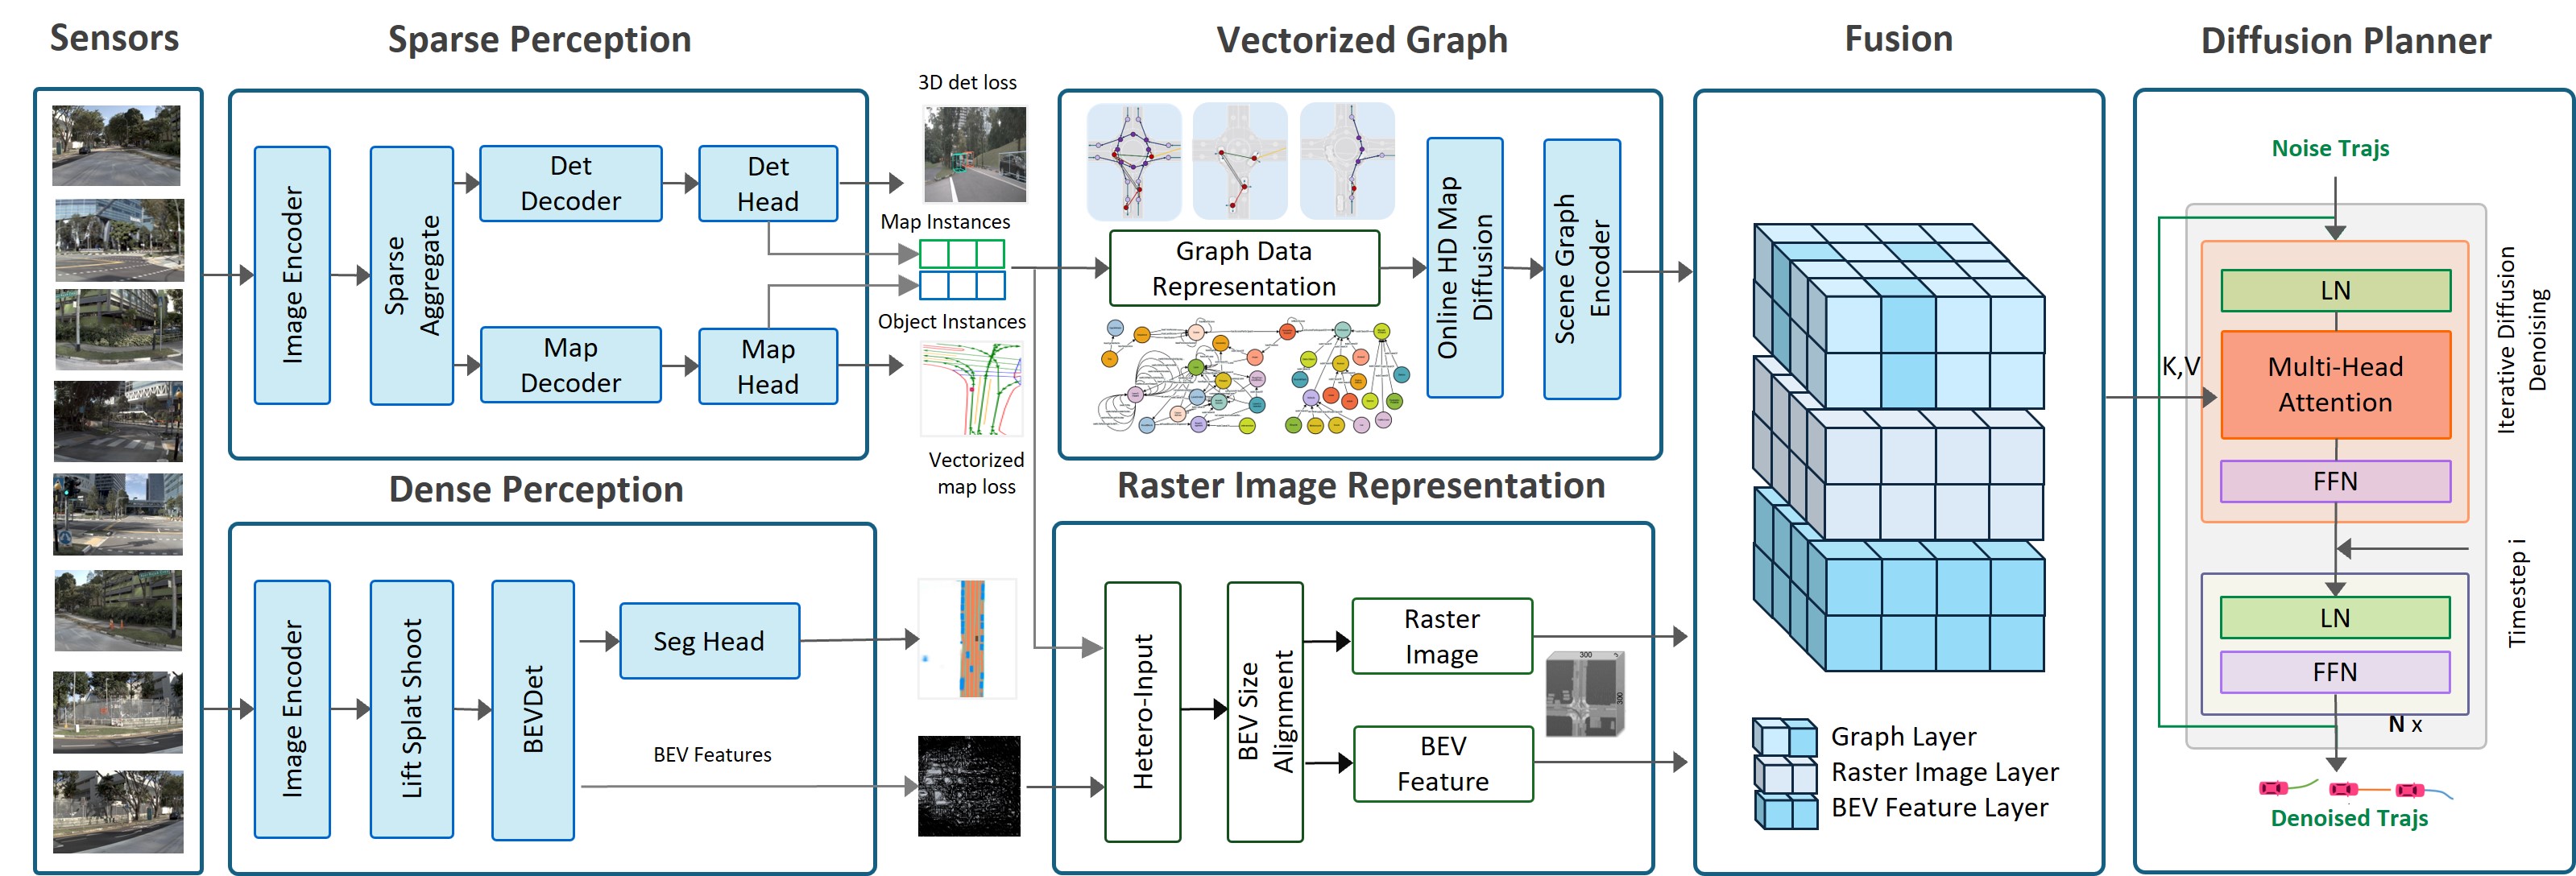 Sensors
Sparse Perception
Vectorized Graph
Fusion
Diffusion Planner
Image Encoder
Sparse
Aggregate
Det
Decoder
Det
Head
Map
Decoder
Map
Head
3D det loss
Map Instances
Object Instances
Vectorized
map loss
Graph Data
Representation
Online HD Map
Diffusion
Scene Graph
Encoder
Dense Perception
Image Encoder
Lift Splat Shoot
BEVDet
Seg Head
BEV Features
Raster Image Representation
Hetero-Input
BEV Size
Alignment
Raster
Image
BEV
Feature
300
300
Graph Layer
Raster Image Layer
BEV Feature Layer
Noise Trajs
K,V
LN
Multi-Head
Attention
FFN
Iterative Diffusion
Denoising
Timestep i
LN
FFN
N x
Denoised Trajs